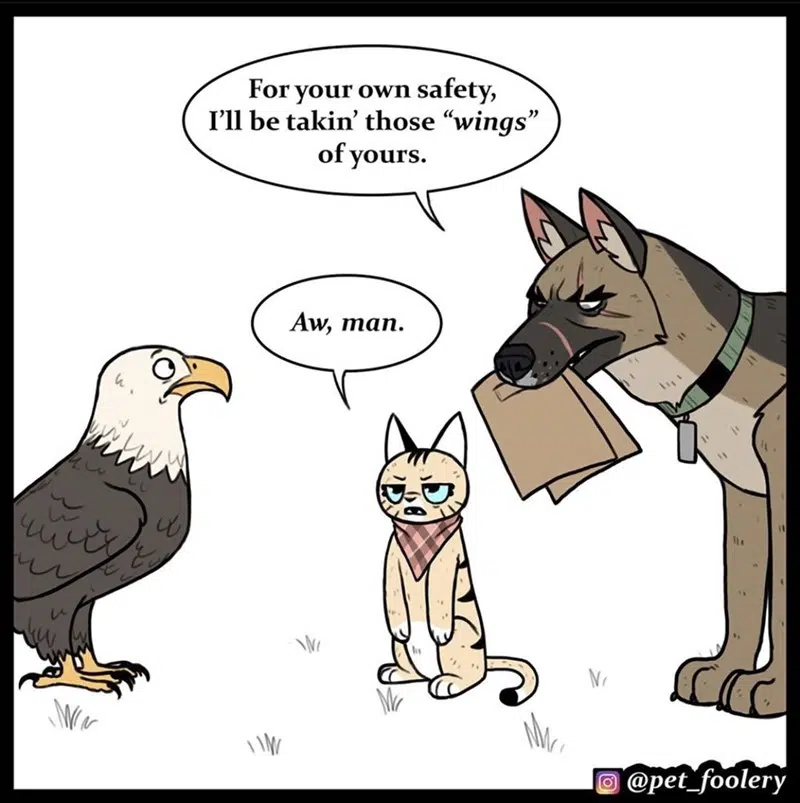 For your own safety,
I'll be takin' those "wings"
of yours.
Aw, man.
@pet_foolery